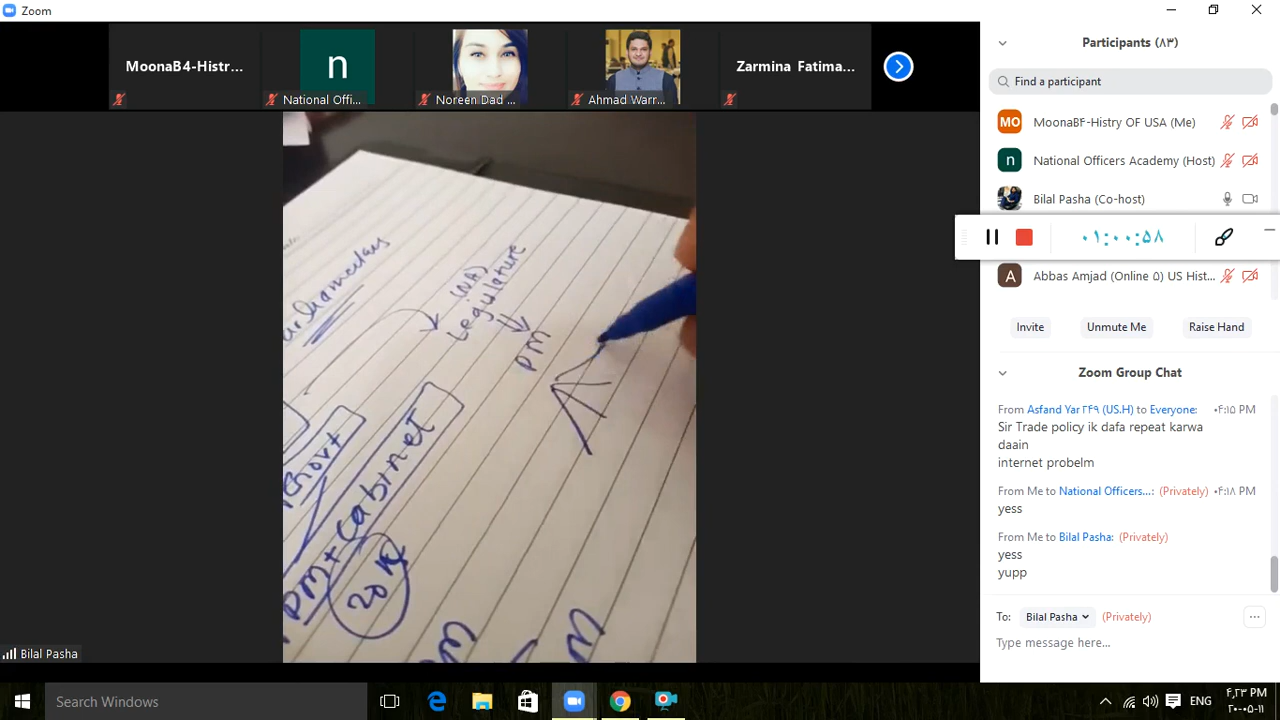 Zoom
MoonaB4-Histr...
n
National Offi...
Noreen Dad ...
Ahmad Warr...
Zarmina Fatima...
(NA)
Legislature
PM
Govt
PM + Cabinet
20 K
PM
M
Bilal Pasha
Participants (۸۳)
Find a participant
MO MoonaB۴-Histry OF USA (Me)
n National Officers Academy (Host)
Bilal Pasha (Co-host)
۰۱:۰۰:۵۸
A Abbas Amjad (Online ۵) US Hist...
Invite Unmute Me Raise Hand
Zoom Group Chat
From Asfand Yar ۲۴۹ (US.H) to Everyone: ۰۴:۱۵ PM
Sir Trade policy ik dafa repeat karwa
daain
internet probelm
From Me to National Officers...: (Privately) ۰۴:۱۸ PM
yess
From Me to Bilal Pasha: (Privately)
yess
yupp
To: Bilal Pasha (Privately)
Type message here...
Search Windows
ENG
۴:۲۳ PM
۲۰۲۰-۰۵-۱۱